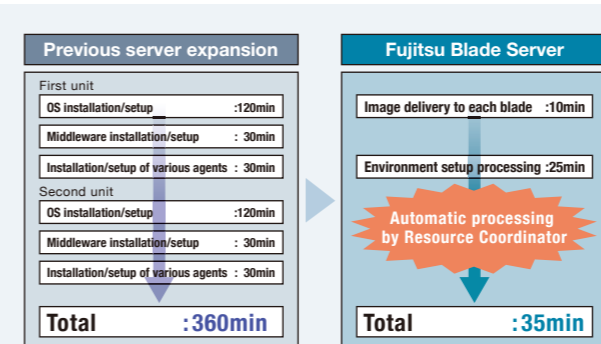 Previous server expansion
First unit
OS installation/setup :120min
Middleware installation/setup : 30min
Installation/setup of various agents : 30min
Second unit
OS installation/setup :120min
Middleware installation/setup : 30min
Installation/setup of various agents : 30min
Total :360min
Fujitsu Blade Server
Image delivery to each blade :10min
Environment setup processing :25min
Automatic processing
by Resource Coordinator
Total :35min